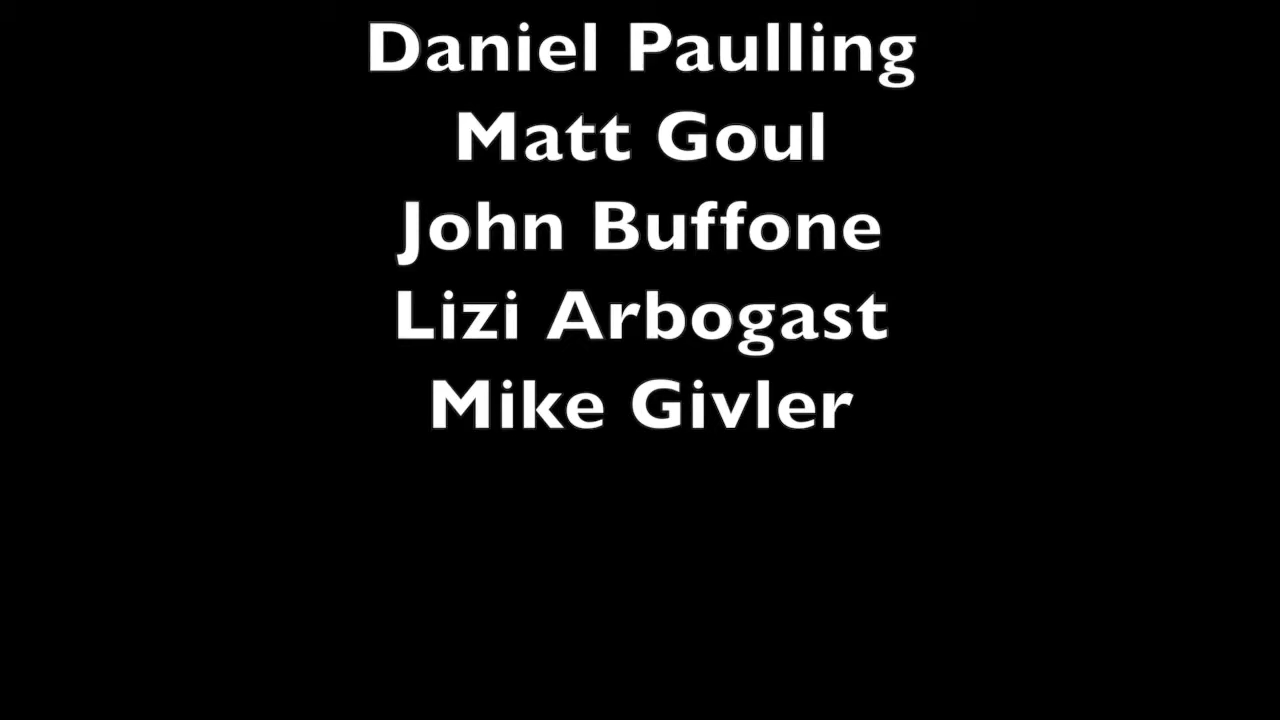 Daniel Paulling
Matt Goul
John Buffone
Lizi Arbogast
Mike Givler